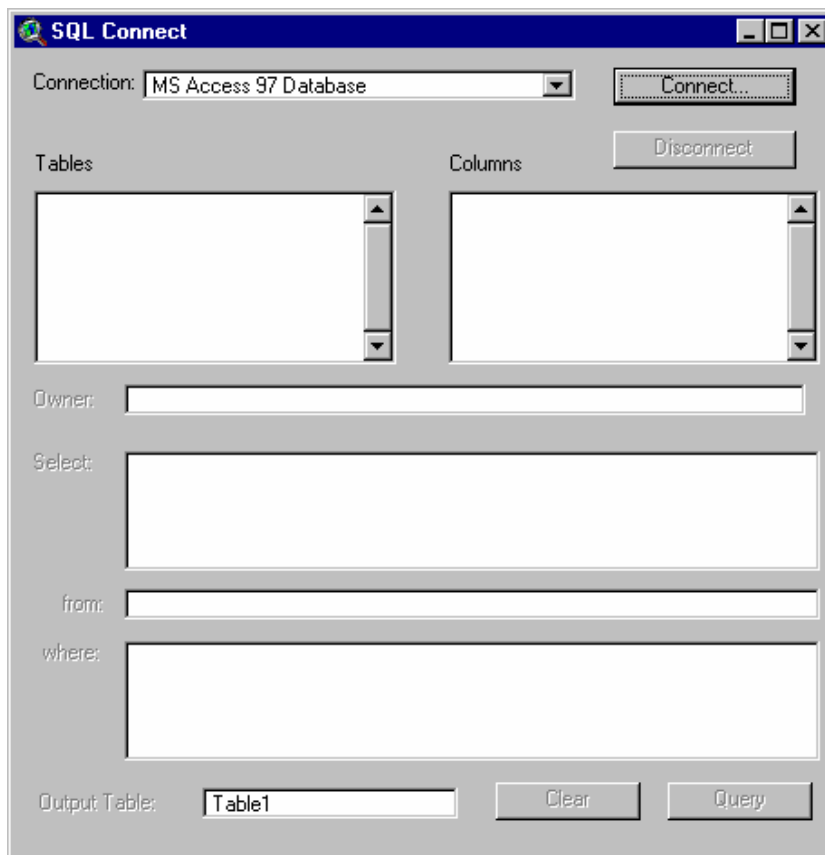 SQL Connect
Connection: MS Access 97 Database Connect...
Disconnect
Tables Columns
Owner:
Select:
from:
where:
Output Table: Table1 Clear Query